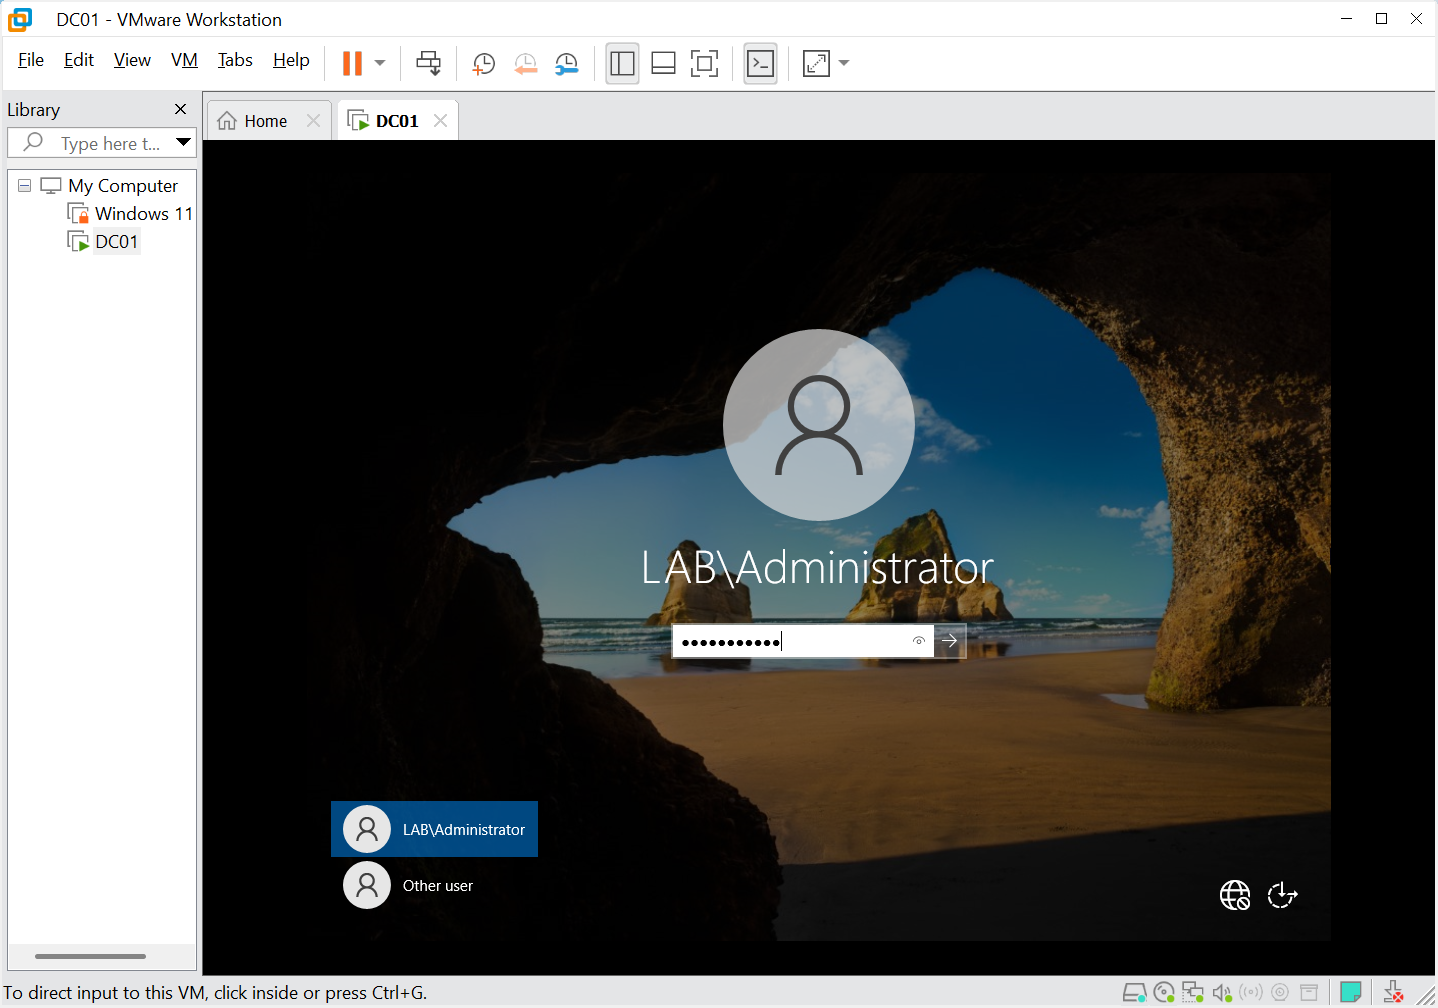 DC01 - VMware Workstation
File Edit View VM Tabs Help
Library
Home
DC01
Type here t...
My Computer
Windows 11
DC01
LAB\Administrator
LAB\Administrator
Other user
To direct input to this VM, click inside or press Ctrl+G.